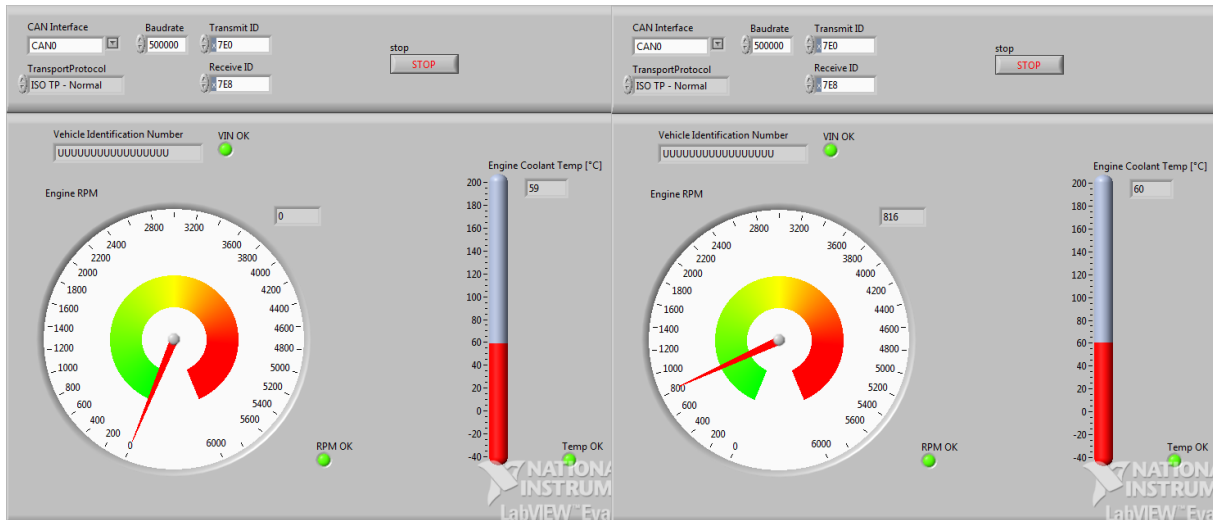 CAN Interface Baudrate Transmit ID
CAN0 500000 x 7E0
stop
STOP
TransportProtocol Receive ID
ISO TP - Normal x 7E8
Vehicle Identification Number VIN OK
UUUUUUUUUUUUUUUUU
Engine Coolant Temp [°C]
59
Engine RPM
0
0
200
400
600
800
1000
1200
1400
1600
1800
2000
2200
2400
2800
3200
3600
3800
4000
4200
4400
4600
4800
5000
5200
5400
5600
6000
200
180
160
140
120
100
80
60
40
20
0
-20
-40
RPM OK
Temp OK
NATIONA
INSTRUM
LabVIEW™Eva
CAN Interface Baudrate Transmit ID
CAN0 500000 x 7E0
stop
STOP
TransportProtocol Receive ID
ISO TP - Normal x 7E8
Vehicle Identification Number VIN OK
UUUUUUUUUUUUUUUUU
Engine Coolant Temp [°C]
60
Engine RPM
816
0
200
400
600
800
1000
1200
1400
1600
1800
2000
2200
2400
2800
3200
3600
3800
4000
4200
4400
4600
4800
5000
5200
5400
5600
6000
200
180
160
140
120
100
80
60
40
20
0
-20
-40
RPM OK
Temp OK
NATIONA
INSTRUM
LabVIEW™Eva